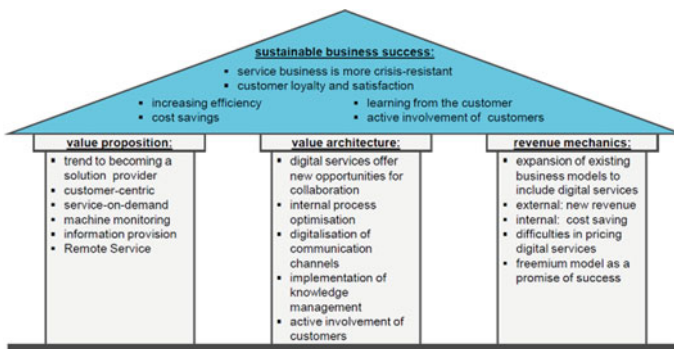 sustainable business success:
▪ service business is more crisis-resistant
▪ customer loyalty and satisfaction
▪ increasing efficiency
▪ cost savings
▪ learning from the customer
▪ active involvement of customers
value proposition:
▪ trend to becoming a
solution provider
▪ customer-centric
▪ service-on-demand
▪ machine monitoring
▪ information provision
▪ Remote Service
value architecture:
▪ digital services offer
new opportunities for
collaboration
▪ internal process
optimisation
▪ digitalisation of
communication
channels
▪ implementation of
knowledge
management
▪ active involvement of
customers
revenue mechanics:
▪ expansion of existing
business models to
include digital services
▪ external: new revenue
▪ internal: cost saving
▪ difficulties in pricing
digital services
▪ freemium model as a
promise of success